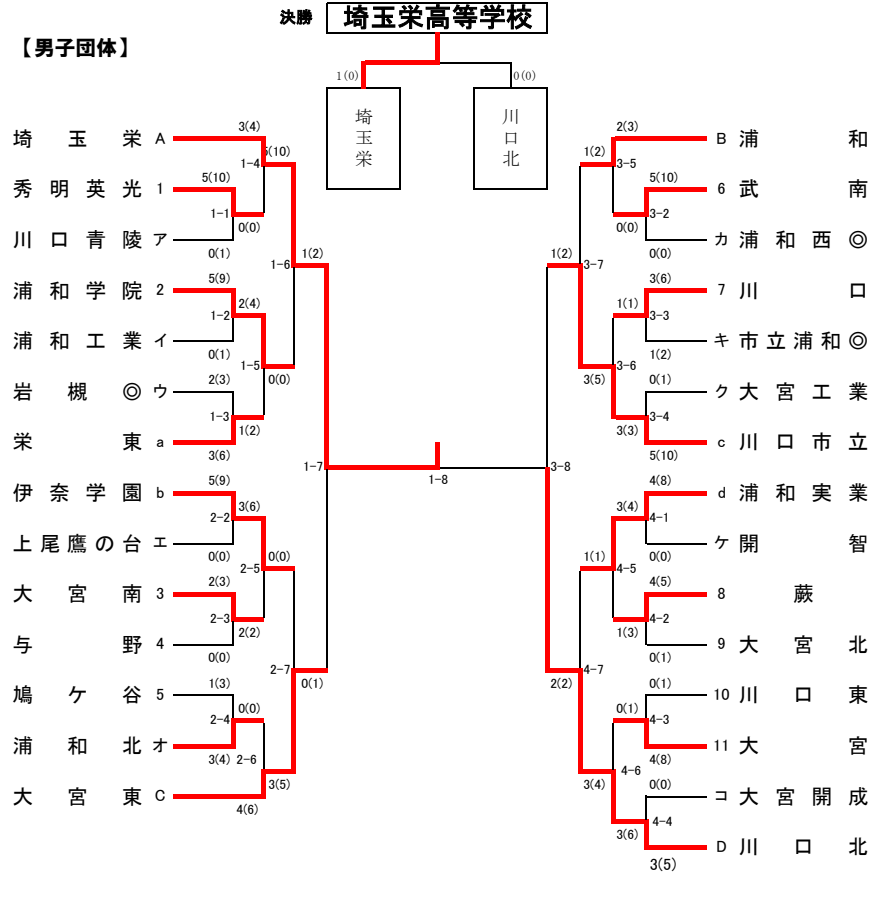 決勝 埼玉栄高等学校
【男子団体】
1(0) 0(0)
埼玉栄 川口北
埼玉栄 A 3(4)
5(10)
1-4
秀明英光 1 5(10)
1-1
0(0)
川口青陵 ア 0(1)
1-6
1(2)
浦和学院 2 5(9)
2(4)
1-2
浦和工業 イ 0(1)
1-5
0(0)
岩槻◎ ウ 2(3)
1-3
1(2)
栄東 a 3(6)
1-7
1-8
伊奈学園 b 5(9)
3(6)
2-2
上尾鷹の台 エ 0(0)
0(0)
2-5
大宮南 3 2(3)
2-3
2(2)
与野 4 0(0)
2-7
0(1)
鳩ケ谷 5 1(3)
0(0)
2-4
浦和北 オ 3(4)
2-6
3(5)
大宮東 C 4(6)
2(3) B 浦和
1(2)
3-5
5(10) 6 武南
3-2
0(0)
0(0) カ 浦和西◎
1(2)
3-7
3(6) 7 川口
1(1)
3-3
1(2) キ 市立浦和◎
3-6
3(5)
0(1) ク 大宮工業
3-4
3(3)
5(10) c 川口市立
3-8
4(8) d 浦和実業
3(4)
4-1
0(0) ケ 開智
1(1)
4-5
4(5) 8 蕨
4-2
1(3)
0(1) 9 大宮北
4-7
2(2)
0(1) 10 川口東
0(1)
4-3
4(8) 11 大宮
4-6
3(4)
0(0) コ 大宮開成
4-4
3(6)
3(5) D 川口北